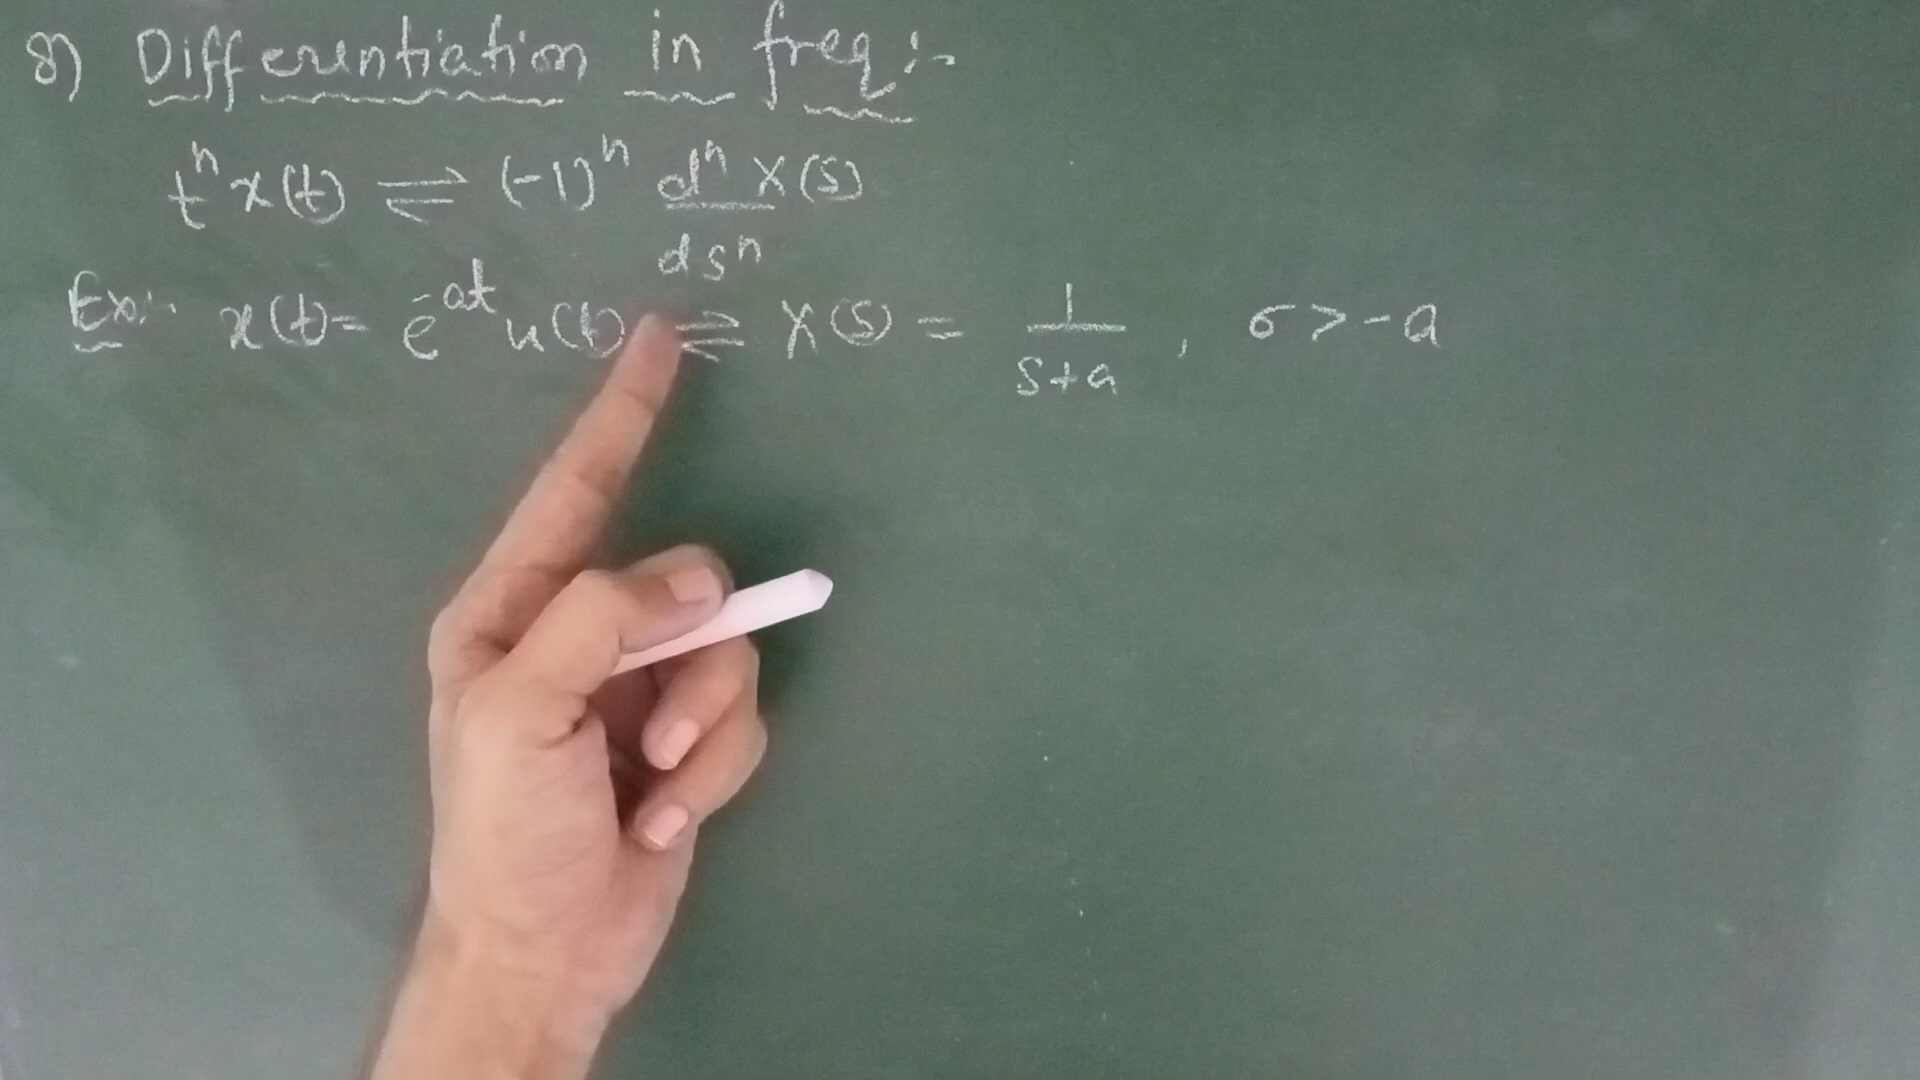 8) Differentiation in freq:-
tⁿ x(t) ⇌ (-1)ⁿ dⁿ X(s)
dsⁿ
Ex:- x(t) = e^-at u(t) ⇌ X(s) = 1/s+a , σ > -a